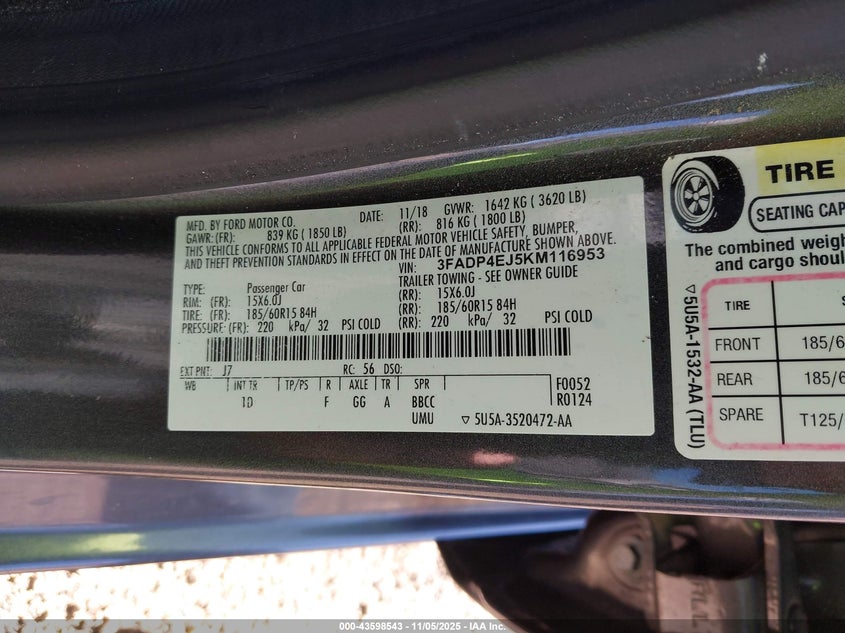 MFD. BY FORD MOTOR CO.
DATE: 11/18 GVWR: 1642 KG ( 3620 LB)
GAWR: (FR): 839 KG ( 1850 LB) (RR): 816 KG ( 1800 LB)
THIS VEHICLE CONFORMS TO ALL APPLICABLE FEDERAL MOTOR VEHICLE SAFETY, BUMPER,
AND THEFT PREVENTION STANDARDS IN EFFECT ON THE DATE OF MANUFACTURE SHOWN ABOVE.
VIN: 3FADP4EJ5KM116953
TYPE: Passenger Car TRAILER TOWING - SEE OWNER GUIDE
RIM: (FR) 15X6.0J (RR): 15X6.0J
TIRE: (FR) 185/60R15 84H (RR): 185/60R15 84H
PRESSURE: (FR) 220 kPa/ 32 PSI COLD (RR) 220 kPa/ 32 PSI COLD
EXT PNT: J7 RC: 56 DSO:
WB INT TR TP/PS R AXLE TR SPR F0052
1D F GG A BBCC R0124
UMU ▽ 5U5A-3520472-AA
TIRE
SEATING CAP
The combined weigh
and cargo shoul
▽5U5A-1532-AA (TLU)
TIRE S
FRONT 185/6
REAR 185/6
SPARE T125/
000-43598543 - 11/05/2025 - IAA Inc.